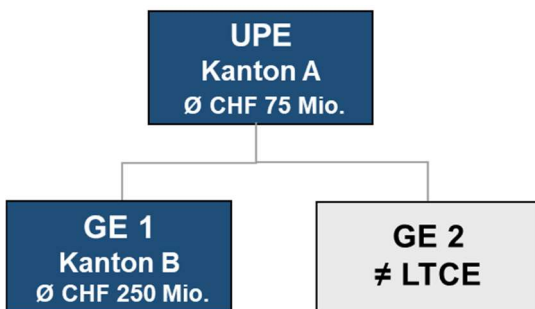 UPE
Kanton A
Ø CHF 75 Mio.
GE 1
Kanton B
Ø CHF 250 Mio.
GE 2
≠ LTCE